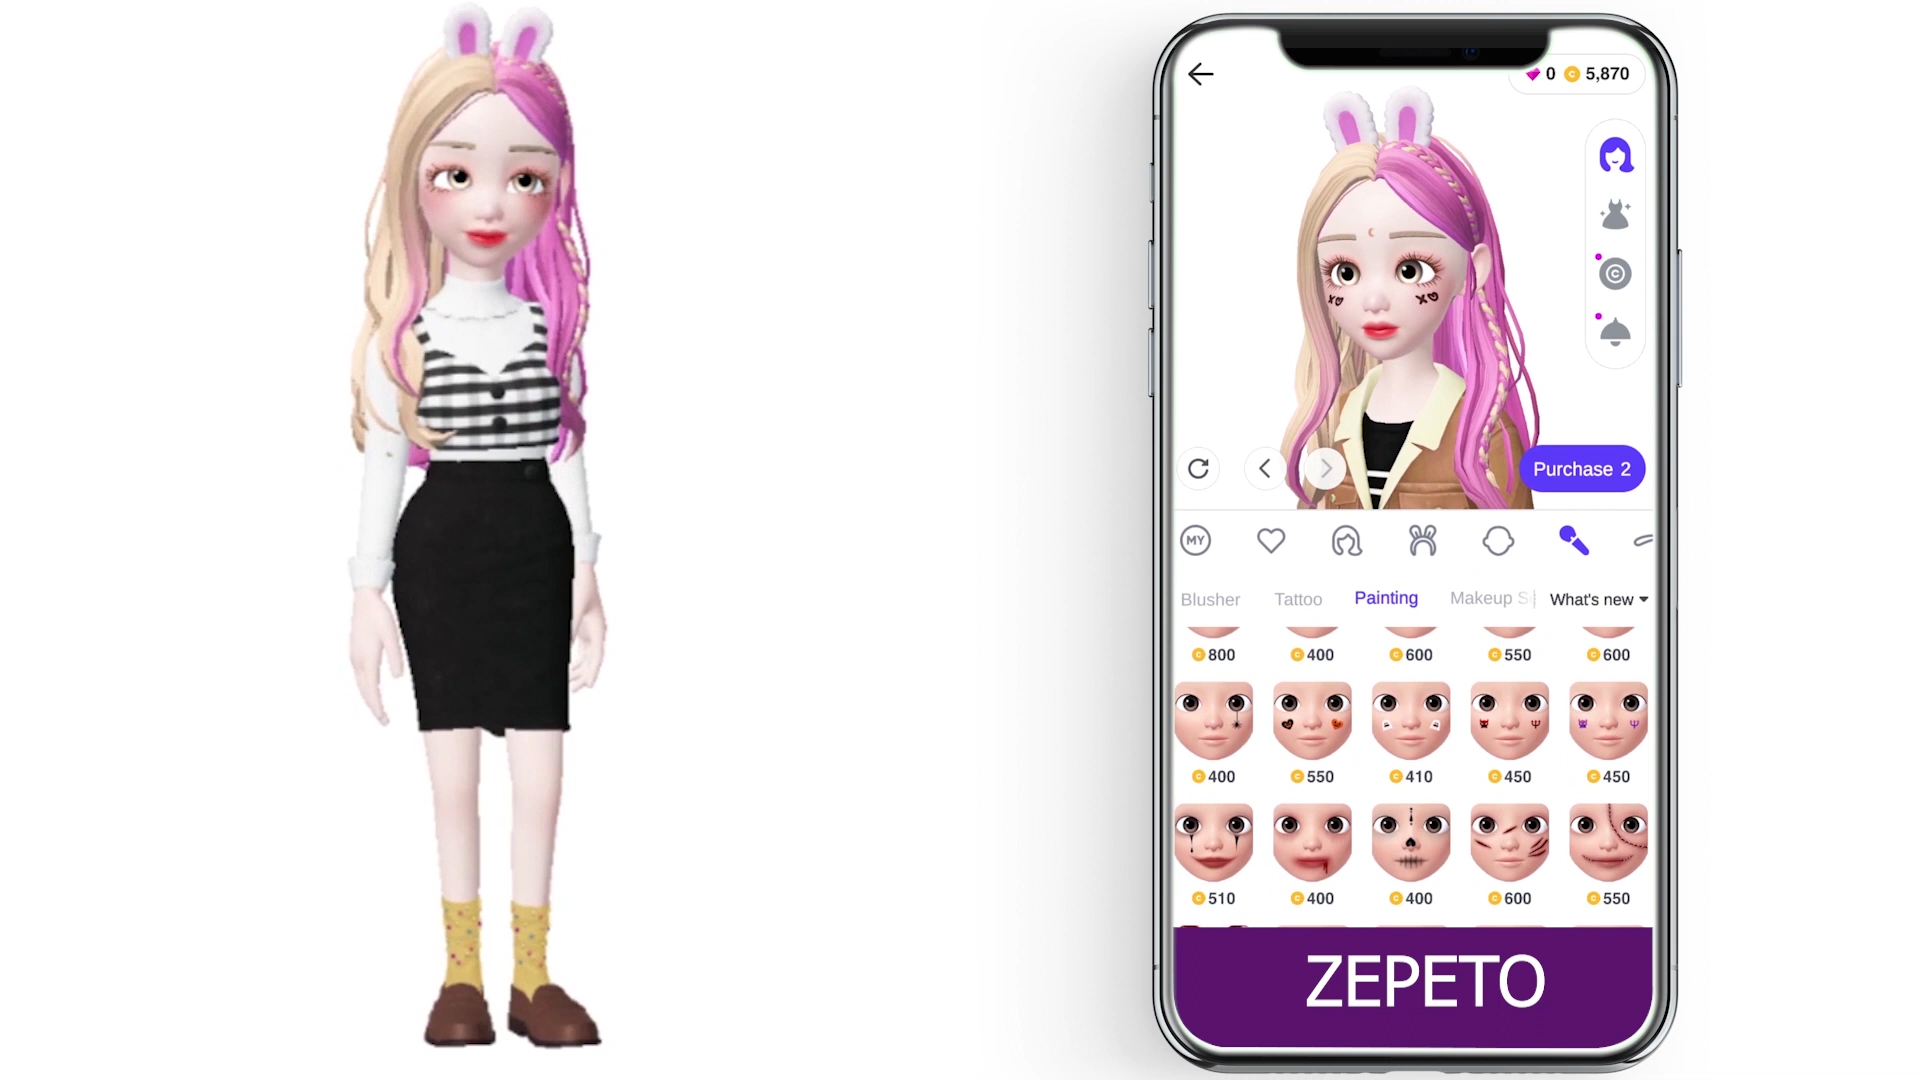 0 5,870
Purchase 2
MY
Blusher Tattoo Painting Makeup S What's new
800 400 600 550 600
400 550 410 450 450
510 400 400 600 550
ZEPETO